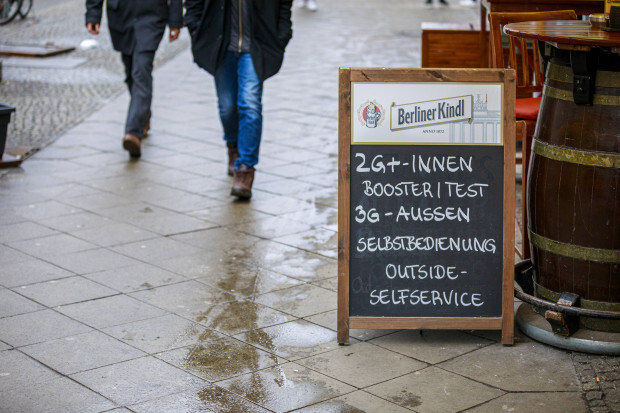 Berliner Kindl
2G+-INNEN
BOOSTER | TEST
3G-AUSSEN
SELBSTBEDIENUNG
OUTSIDE-
SELFSERVICE